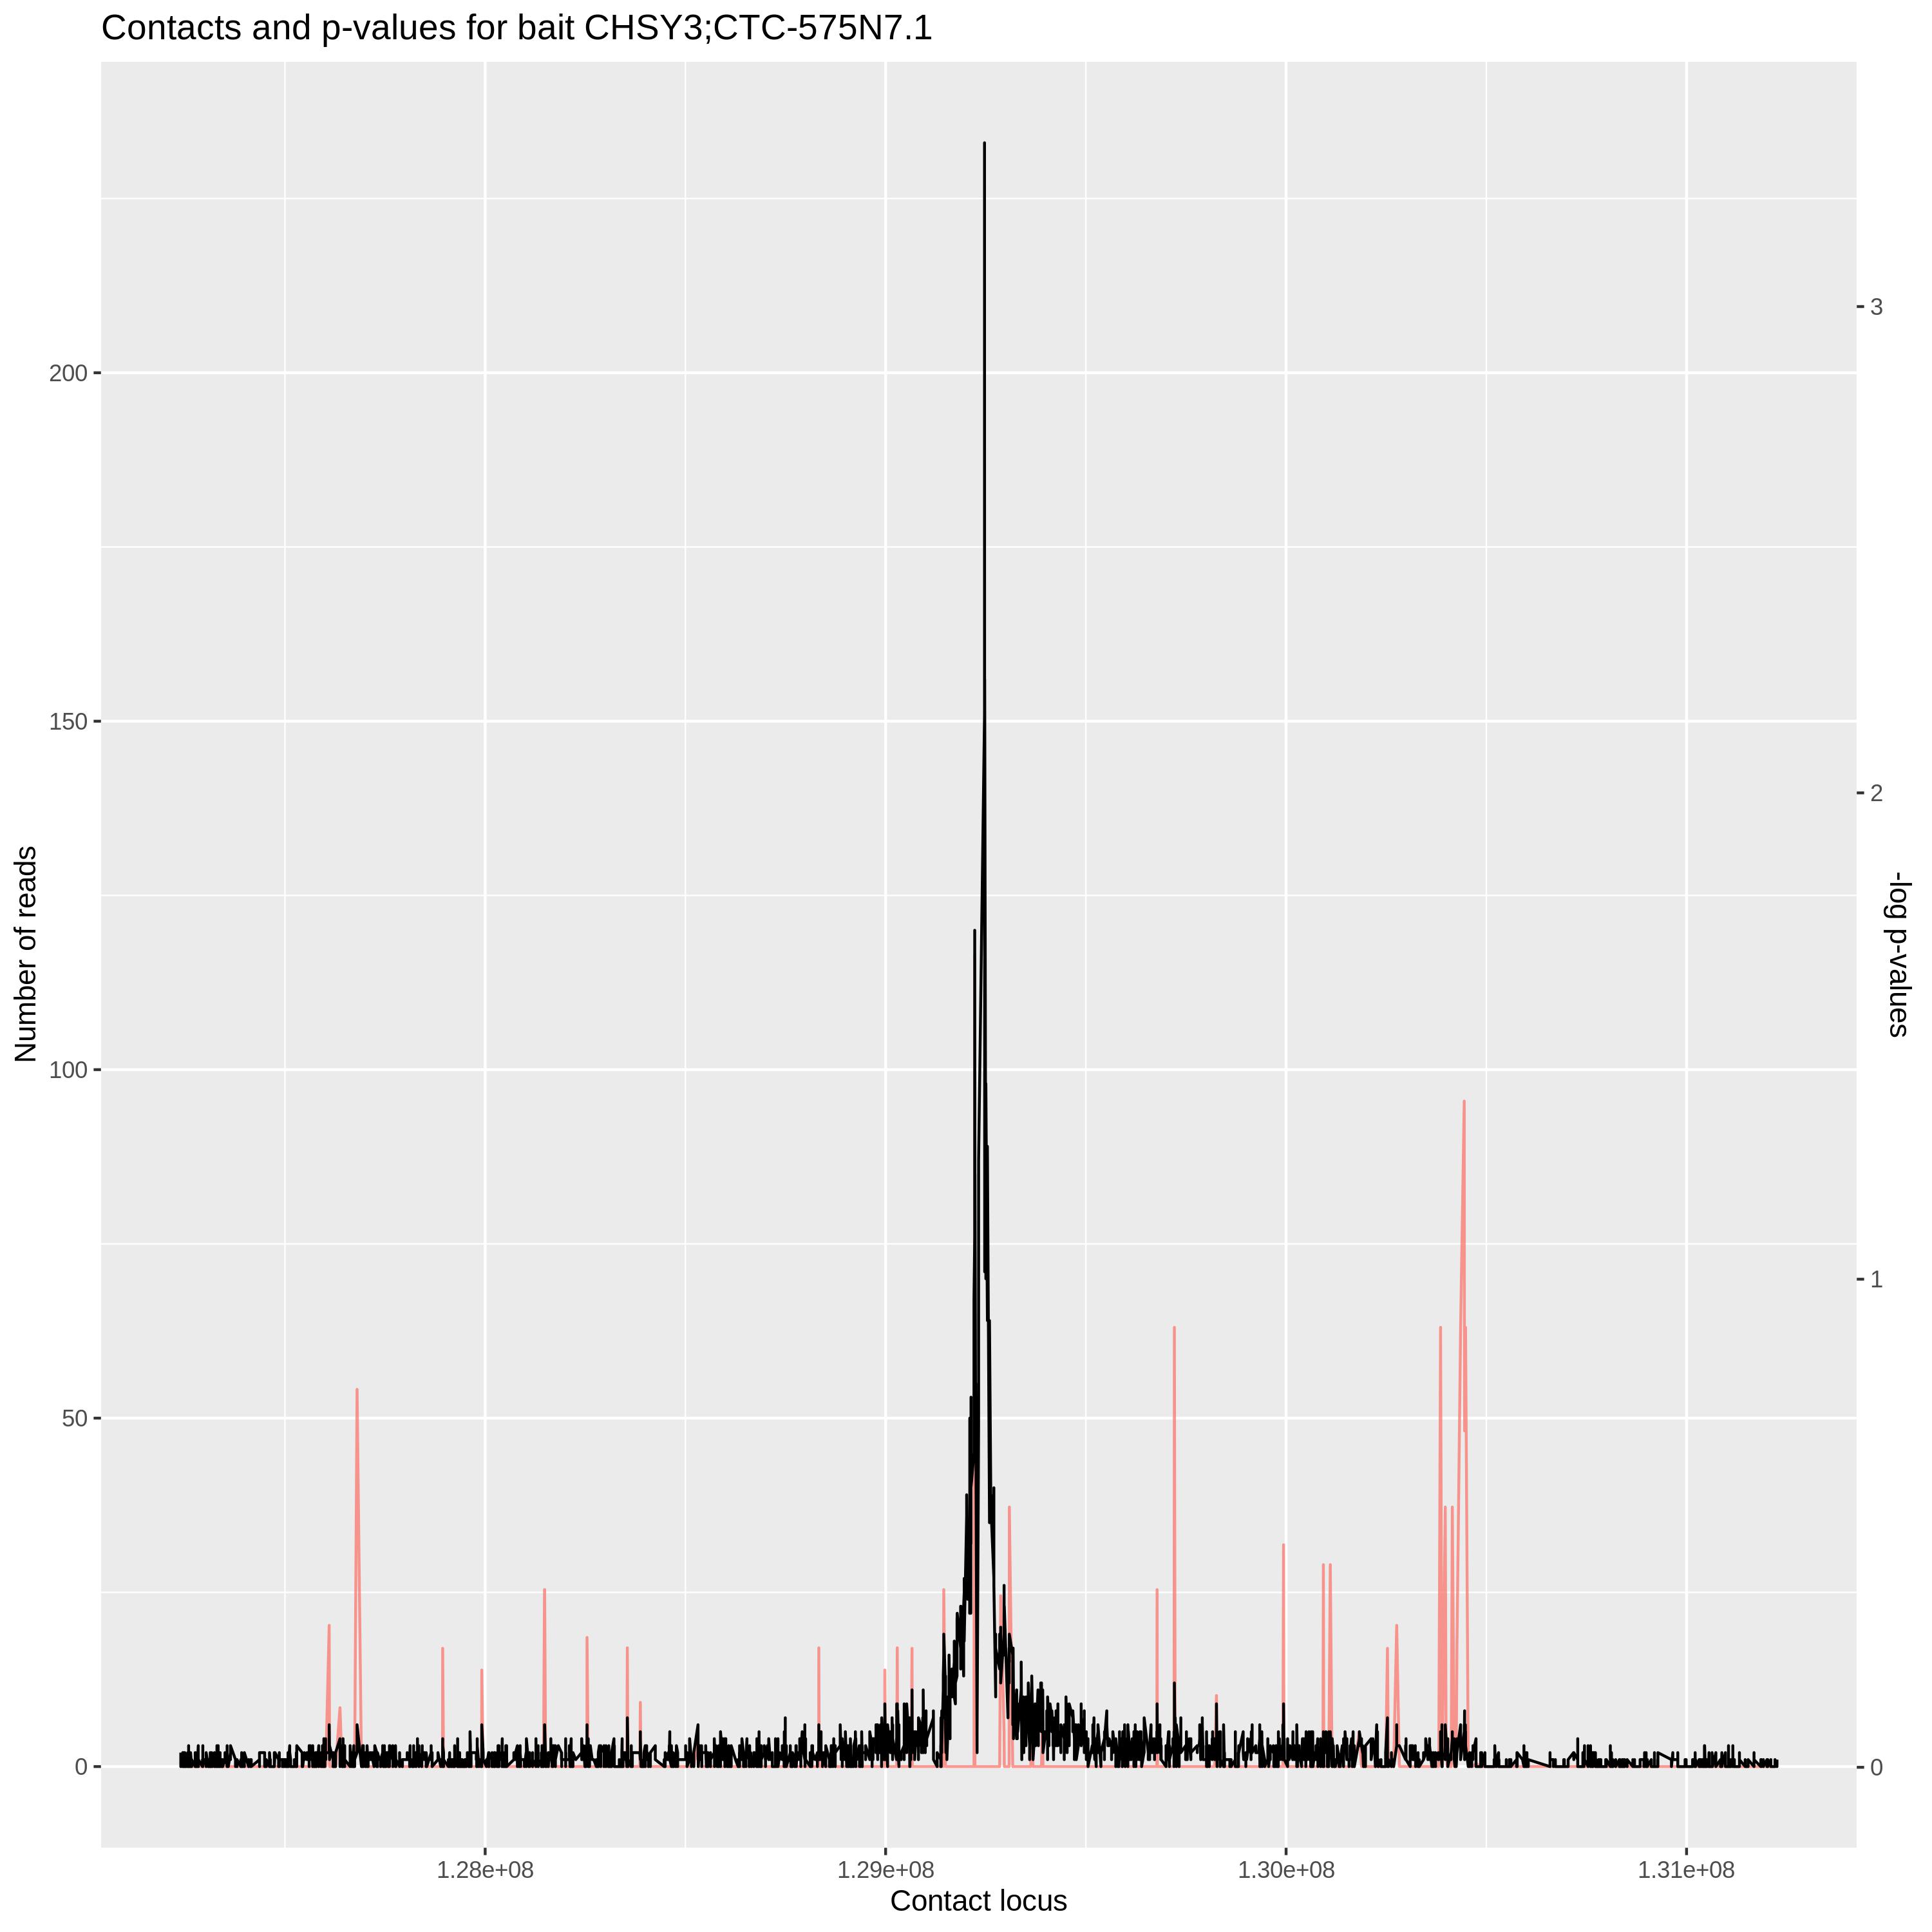 Contacts and p-values for bait CHSY3;CTC-575N7.1
Number of reads
200
150
100
50
0
3
2
1
0
-log p-values
1.28e+08 1.29e+08 1.30e+08 1.31e+08
Contact locus